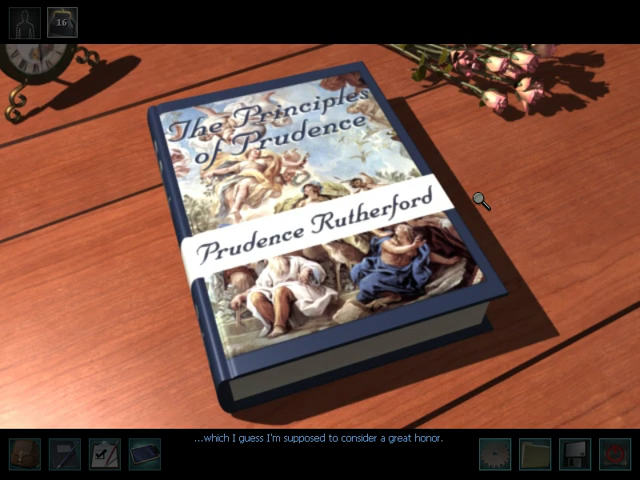 16
The Principles
of Prudence
Prudence Rutherford
...which I guess I'm supposed to consider a great honor.